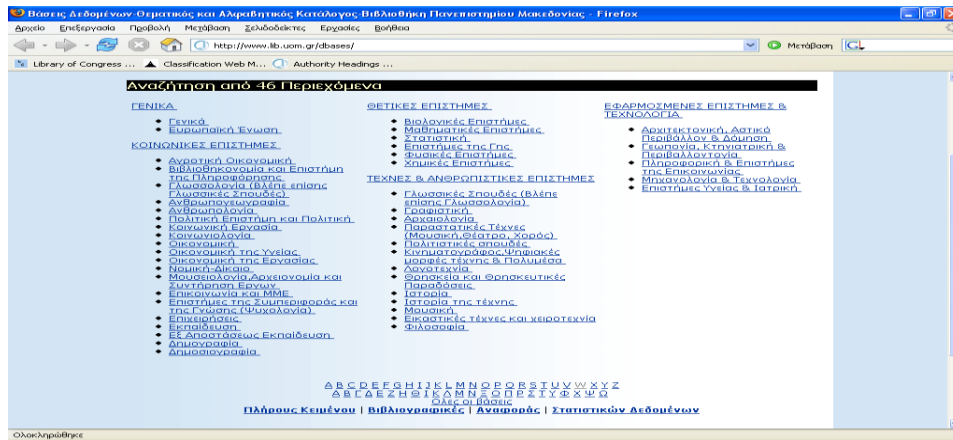 Βάσεις Δεδομένων-Θεματικός και Αλφαβητικός Κατάλογος-Βιβλιοθήκη Πανεπιστημίου Μακεδονίας - Firefox
Αρχείο Επεξεργασία Προβολή Μετάβαση Σελιδοδείκτες Εργασίες Βοήθεια
http://www.lib.uom.gr/dbases/ Μετάβαση
Library of Congress ... Classification Web M... Authority Headings ...
Αναζήτηση από 46 Περιεχόμενα
ΓΕΝΙΚΑ
Γενικά
Ευρωπαϊκή Ένωση
ΚΟΙΝΩΝΙΚΕΣ ΕΠΙΣΤΗΜΕΣ
Αγροτική Οικονομική
Βιβλιοθηκονομία και Επιστήμη
της Πληροφόρησης
Γλωσσολογία (Βλέπε επίσης
Γλωσσικές Σπουδές)
Ανθρωπογεωγραφία
Ανθρωπολογία
Πολιτική Επιστήμη και Πολιτική
Κοινωνική Εργασία
Κοινωνιολογία
Οικονομική
Οικονομική της Υγείας
Οικονομική της Εργασίας
Νομική-Δίκαιο
Μουσειολογία,Αρχειονομία και
Συντήρηση Εργων
Επικοινωνία και ΜΜΕ
Επιστήμες της Συμπεριφοράς και
της Γνώσης (Ψυχολογία)
Επιχειρήσεις
Εκπαίδευση
Εξ Αποστάσεως Εκπαίδευση
Δημογραφία
Δημοσιογραφία
ΘΕΤΙΚΕΣ ΕΠΙΣΤΗΜΕΣ
Βιολογικές Επιστήμες
Μαθηματικές Επιστήμες
Στατιστική
Επιστήμες της Γης
Φυσικές Επιστήμες
Χημικές Επιστήμες
ΤΕΧΝΕΣ & ΑΝΘΡΩΠΙΣΤΙΚΕΣ ΕΠΙΣΤΗΜΕΣ
Γλωσσικές Σπουδές (Βλέπε
επίσης Γλωσσολογία)
Γραφιστική
Αρχαιολογία
Παραστατικές Τέχνες
(Μουσική,Θέατρο, Χορός)
Πολιτιστικές σπουδές
Κινηματογράφος,Ψηφιακές
μορφές τέχνης & Πολυμέσα
Λογοτεχνία
Θρησκεία και Θρησκευτικές
Παραδόσεις
Ιστορία
Ιστορία της τέχνης
Μουσική
Εικαστικές τέχνες και χειροτεχνία
Φιλοσοφία
ΕΦΑΡΜΟΣΜΕΝΕΣ ΕΠΙΣΤΗΜΕΣ &
ΤΕΧΝΟΛΟΓΙΑ
Αρχιτεκτονική, Αστικό
Περιβάλλον & Δόμηση
Γεωπονία, Κτηνιατρική &
Περιβαλλοντογία
Πληροφορική & Επιστήμες
της Επικοινωνίας
Μηχανολογία & Τεχνολογία
Επιστήμες Υγείας & Ιατρική
A B C D E F G H I J K L M N O P Q R S T U V W X Y Z
Α Β Γ Δ Ε Ζ Η Θ Ι Κ Λ Μ Ν Ξ Ο Π Ρ Σ Τ Υ Φ Χ Ψ Ω
Όλες οι βάσεις
Πλήρους Κειμένου | Βιβλιογραφικές | Αναφοράς | Στατιστικών Δεδομένων
Ολοκληρώθηκε